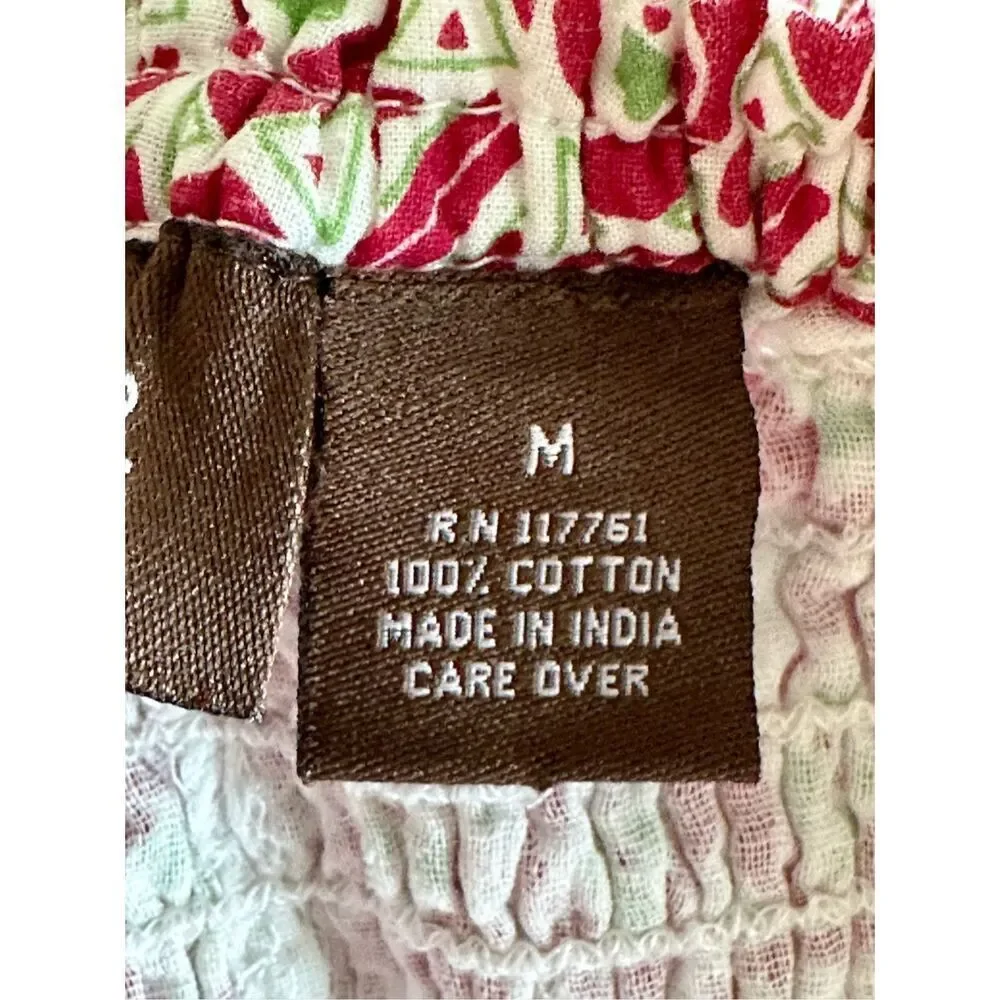 M
R.N 117761
100% COTTON
MADE IN INDIA
CARE OVER